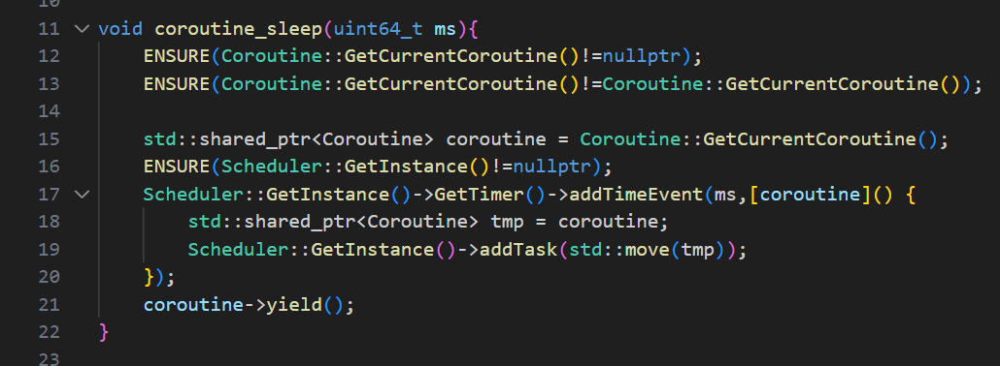 10
11 void coroutine_sleep(uint64_t ms){
12     ENSURE(Coroutine::GetCurrentCoroutine()!=nullptr);
13     ENSURE(Coroutine::GetCurrentCoroutine()!=Coroutine::GetCurrentCoroutine());
14
15     std::shared_ptr<Coroutine> coroutine = Coroutine::GetCurrentCoroutine();
16     ENSURE(Scheduler::GetInstance()!=nullptr);
17     Scheduler::GetInstance()->GetTimer()->addTimeEvent(ms,[coroutine]() {
18         std::shared_ptr<Coroutine> tmp = coroutine;
19         Scheduler::GetInstance()->addTask(std::move(tmp));
20     });
21     coroutine->yield();
22 }
23